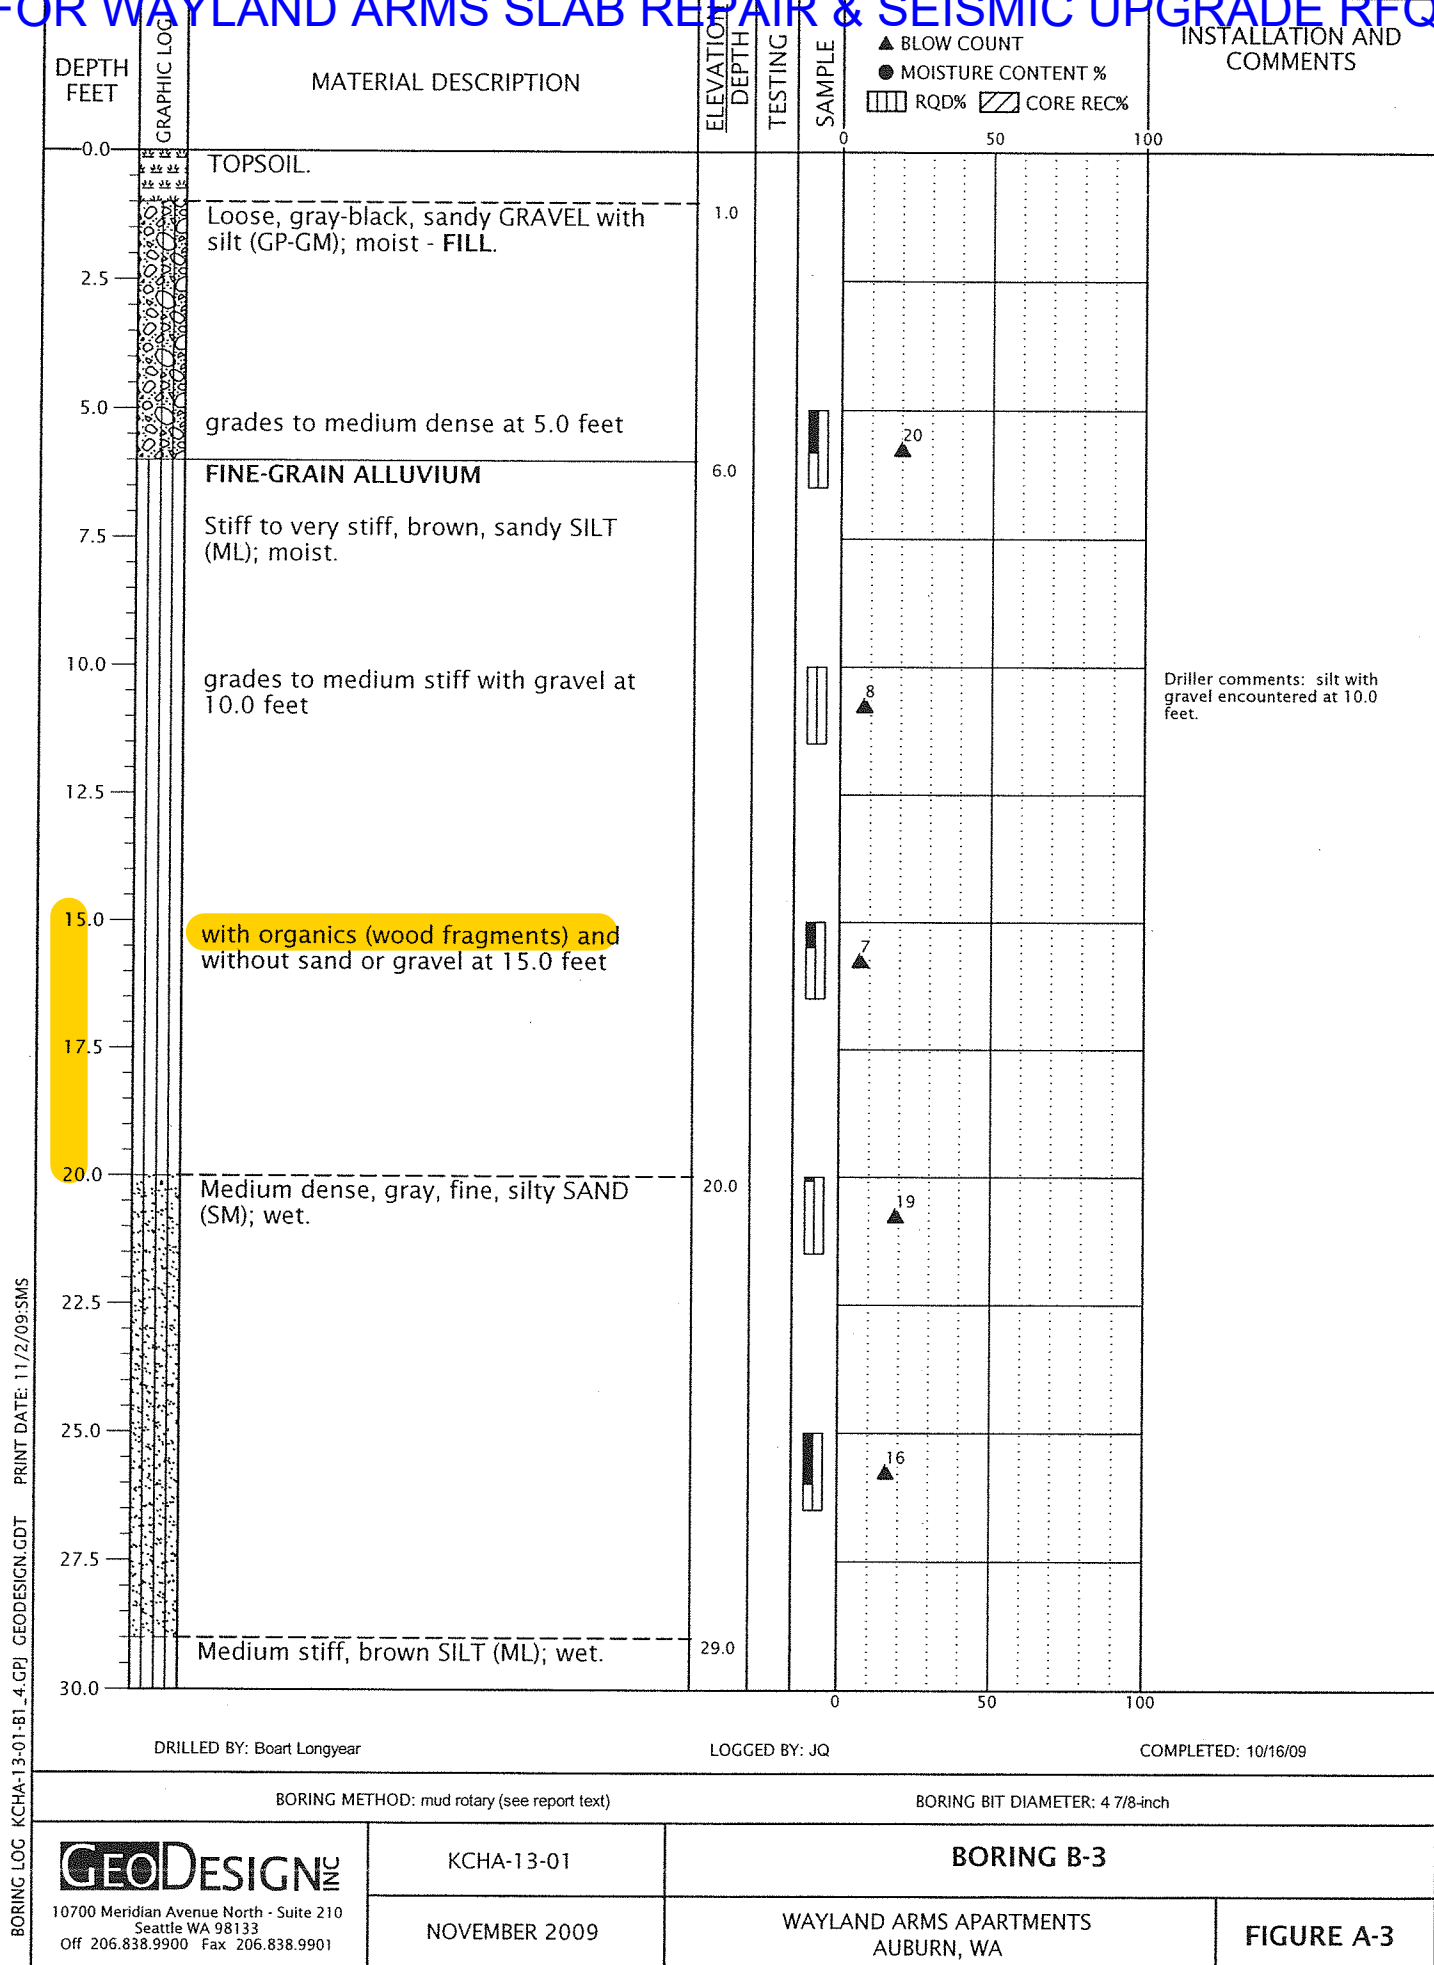 FOR WAYLAND ARMS SLAB REPAIR & SEISMIC UPGRADE RFQ
DEPTH
FEET
GRAPHIC LOG
MATERIAL DESCRIPTION
ELEVATION
DEPTH
TESTING
SAMPLE
▲ BLOW COUNT
● MOISTURE CONTENT %
RQD% CORE REC%
INSTALLATION AND
COMMENTS
0 50 100
0.0
TOPSOIL.
Loose, gray-black, sandy GRAVEL with
silt (GP-GM); moist - FILL.
1.0
2.5
5.0
grades to medium dense at 5.0 feet
20
FINE-GRAIN ALLUVIUM
6.0
7.5
Stiff to very stiff, brown, sandy SILT
(ML); moist.
10.0
grades to medium stiff with gravel at
10.0 feet
8
Driller comments: silt with
gravel encountered at 10.0
feet.
12.5
15.0
with organics (wood fragments) and
without sand or gravel at 15.0 feet
7
17.5
20.0
Medium dense, gray, fine, silty SAND
(SM); wet.
20.0
19
22.5
25.0
16
27.5
Medium stiff, brown SILT (ML); wet.
29.0
30.0
0 50 100
DRILLED BY: Boart Longyear
LOGGED BY: JQ
COMPLETED: 10/16/09
BORING METHOD: mud rotary (see report text)
BORING BIT DIAMETER: 4 7/8-inch
BORING LOG KCHA-13-01-B1_4.GPJ GEODESIGN.GDT PRINT DATE: 11/2/09:SMS
GEODESIGN INC
10700 Meridian Avenue North - Suite 210
Seattle WA 98133
Off 206.838.9900 Fax 206.838.9901
KCHA-13-01
NOVEMBER 2009
BORING B-3
WAYLAND ARMS APARTMENTS
AUBURN, WA
FIGURE A-3